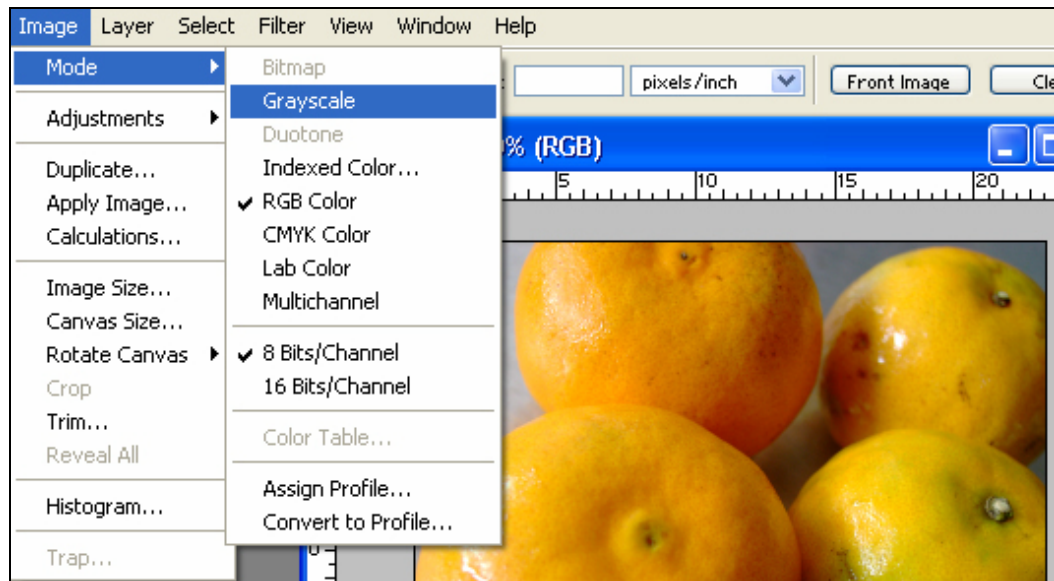 Image Layer Select Filter View Window Help
Mode
Adjustments
Duplicate...
Apply Image...
Calculations...
Image Size...
Canvas Size...
Rotate Canvas
Crop
Trim...
Reveal All
Histogram...
Trap...
Bitmap
Grayscale
Duotone
Indexed Color...
RGB Color
CMYK Color
Lab Color
Multichannel
8 Bits/Channel
16 Bits/Channel
Color Table...
Assign Profile...
Convert to Profile...
pixels/inch Front Image
% (RGB)
5 10 15 20
0